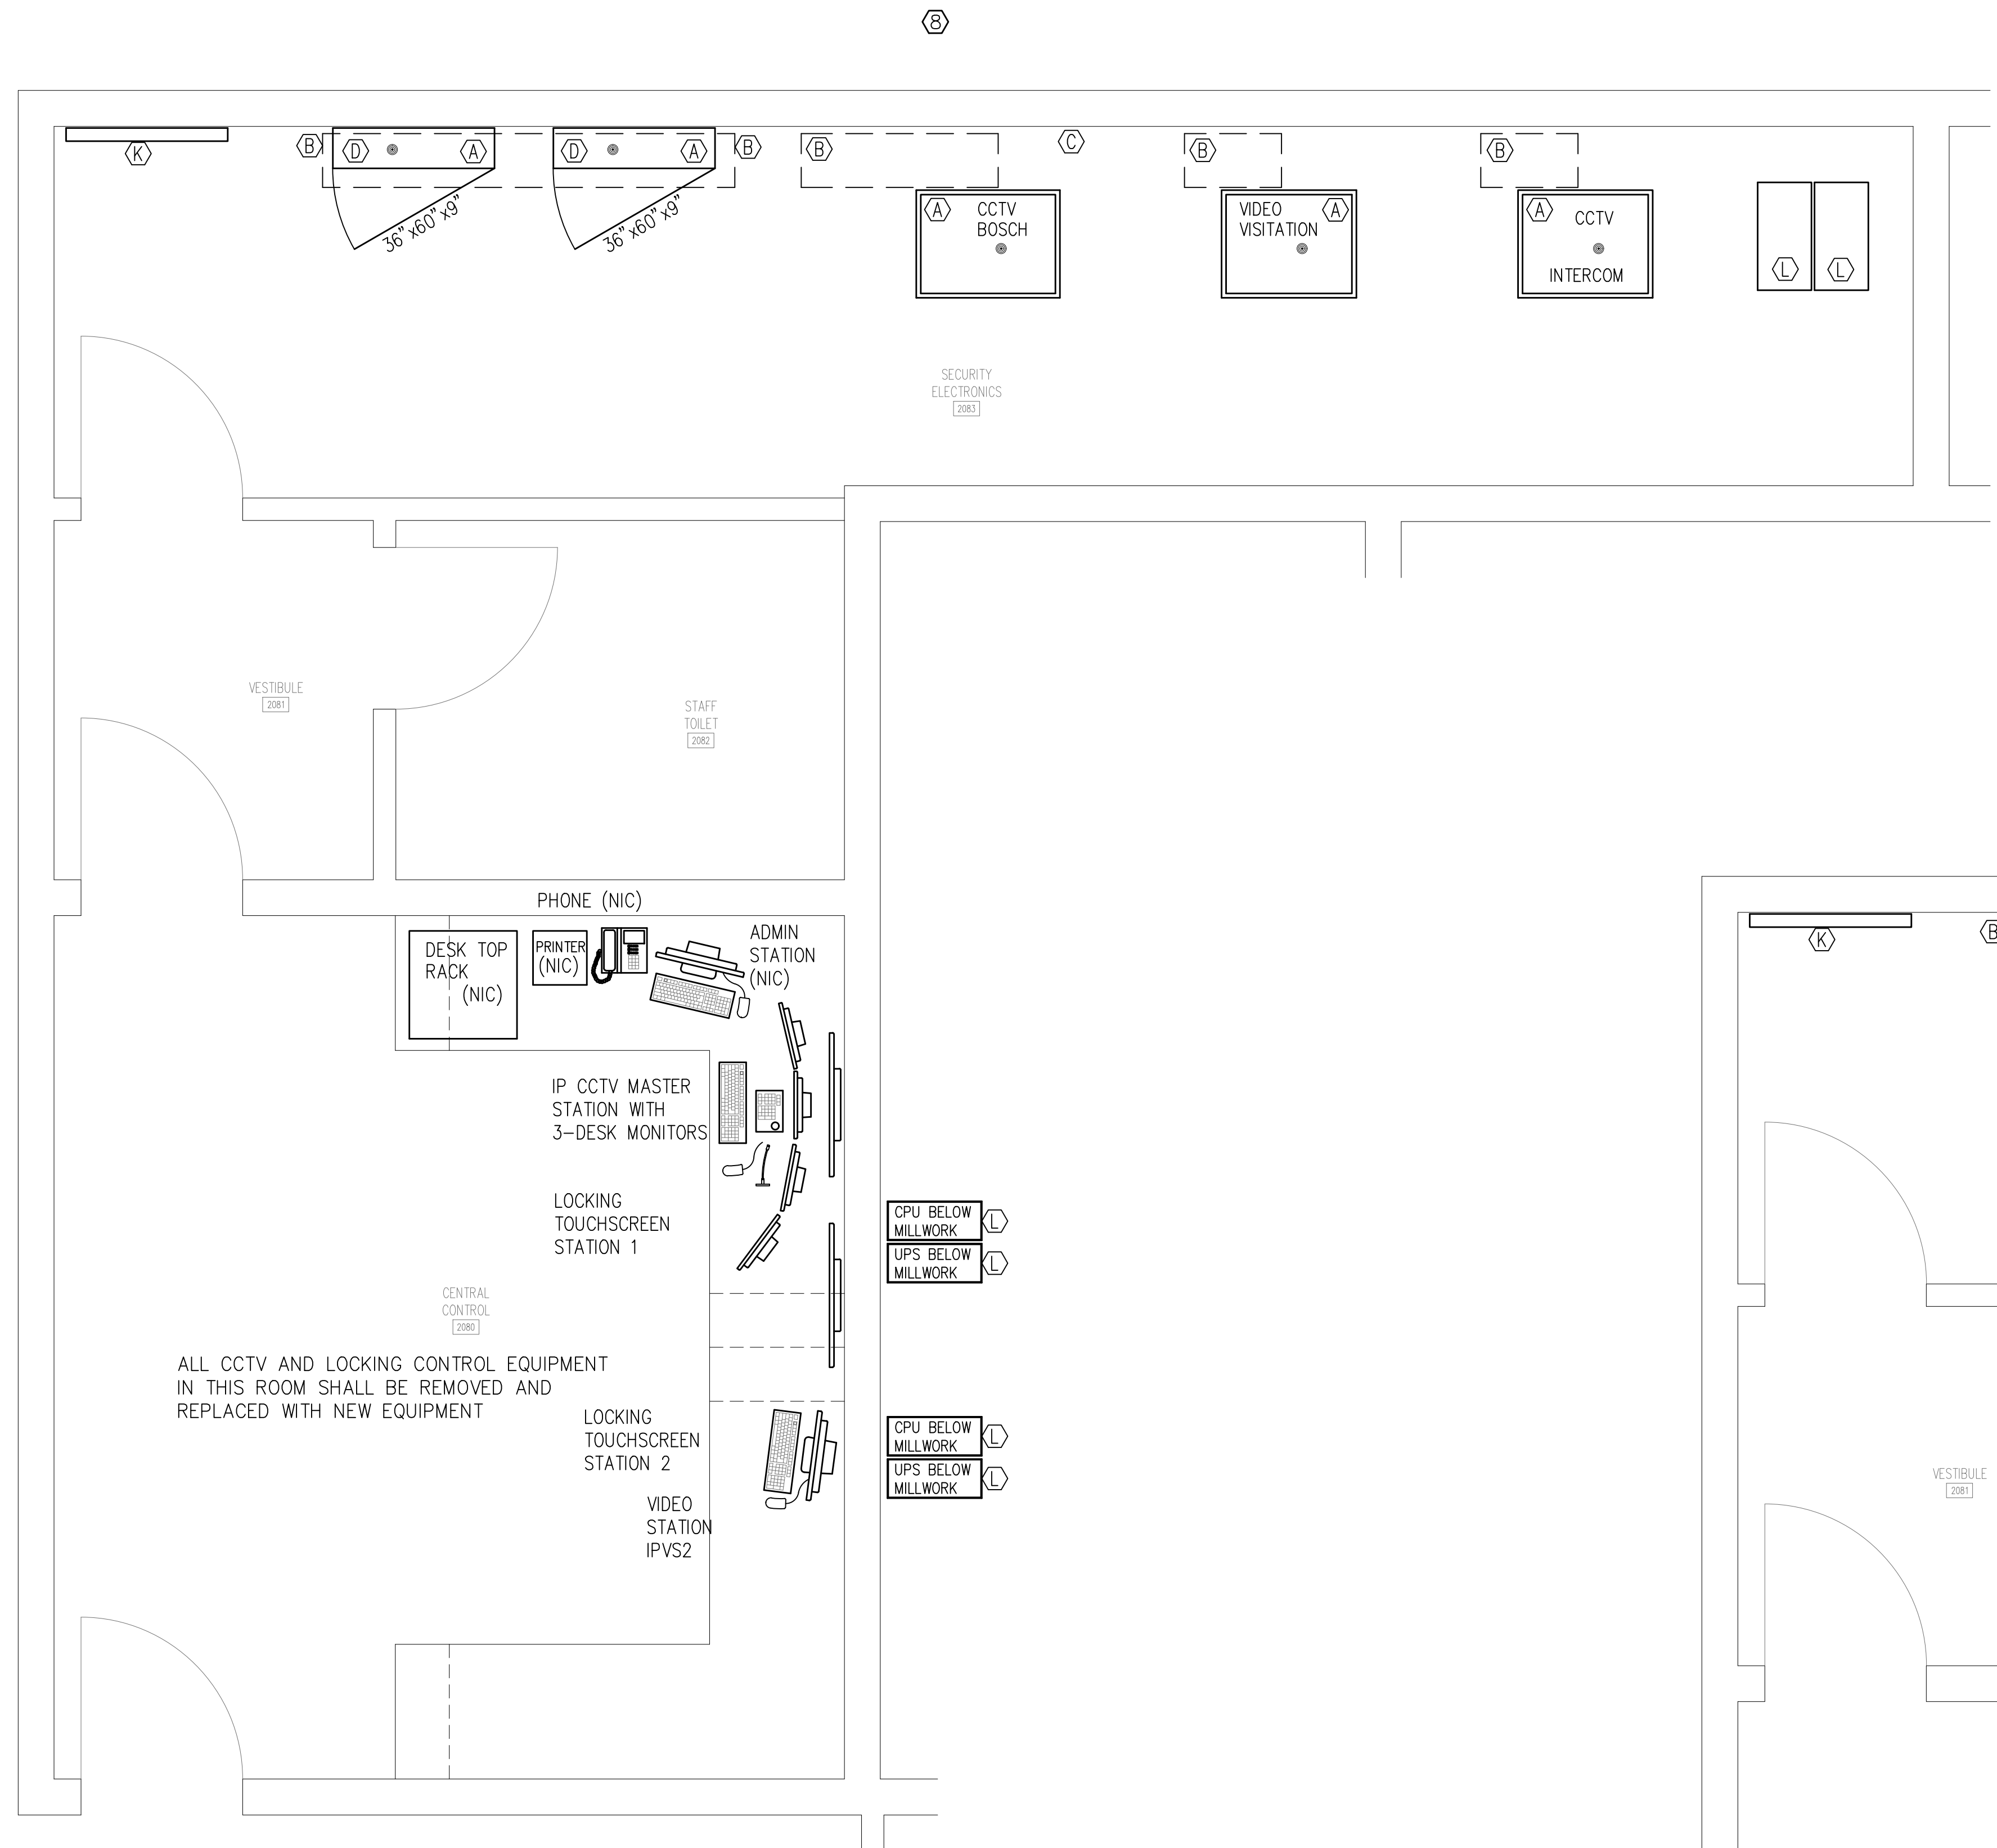 8
K
B
D
A
36"x60"x9"
D
A
36"x60"x9"
B
B
C
B
B
A
CCTV
BOSCH
VIDEO
VISITATION
A
A
CCTV
INTERCOM
L
L
SECURITY
ELECTRONICS
2083
VESTIBULE
2081
STAFF
TOILET
2082
PHONE (NIC)
DESK TOP
RACK
(NIC)
PRINTER
(NIC)
ADMIN
STATION
(NIC)
K
B
IP CCTV MASTER
STATION WITH
3-DESK MONITORS
LOCKING
TOUCHSCREEN
STATION 1
CPU BELOW
MILLWORK
L
UPS BELOW
MILLWORK
L
CENTRAL
CONTROL
2080
ALL CCTV AND LOCKING CONTROL EQUIPMENT
IN THIS ROOM SHALL BE REMOVED AND
REPLACED WITH NEW EQUIPMENT
LOCKING
TOUCHSCREEN
STATION 2
CPU BELOW
MILLWORK
L
UPS BELOW
MILLWORK
L
VIDEO
STATION
IPVS2
VESTIBULE
2081